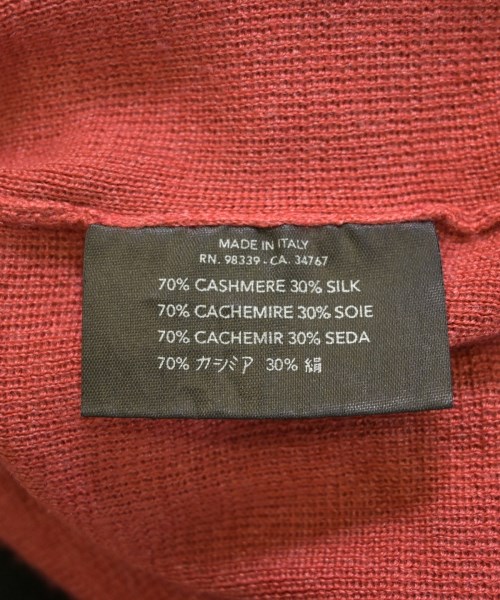 MADE IN ITALY
RN. 98339 - CA. 34767
70% CASHMERE 30% SILK
70% CACHEMIRE 30% SOIE
70% CACHEMIR 30% SEDA
70% カシミア 30% 絹